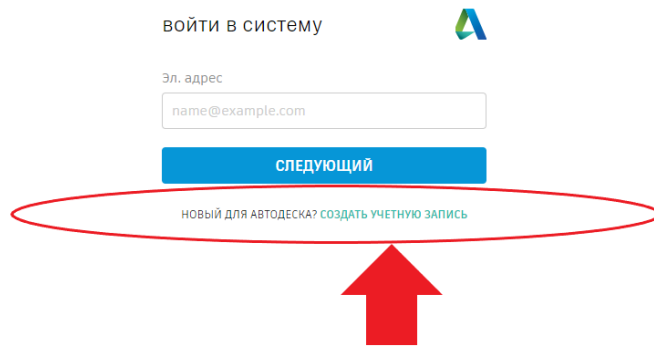 войти в систему
Эл. адрес
name@example.com
СЛЕДУЮЩИЙ
НОВЫЙ ДЛЯ АВТОДЕСКА? СОЗДАТЬ УЧЕТНУЮ ЗАПИСЬ